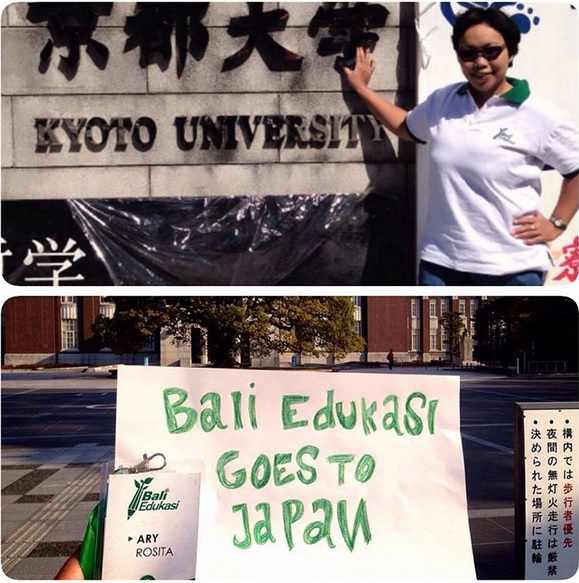 京都大学
KYOTO UNIVERSITY
学
寮
Bali EDUKASI
GOES TO
JAPAN
Bali
Edukasi
▸ ARY
ROSITA
● 構内では歩行者優先
● 夜間の無灯火走行は厳禁
● 決められた場所に駐輪